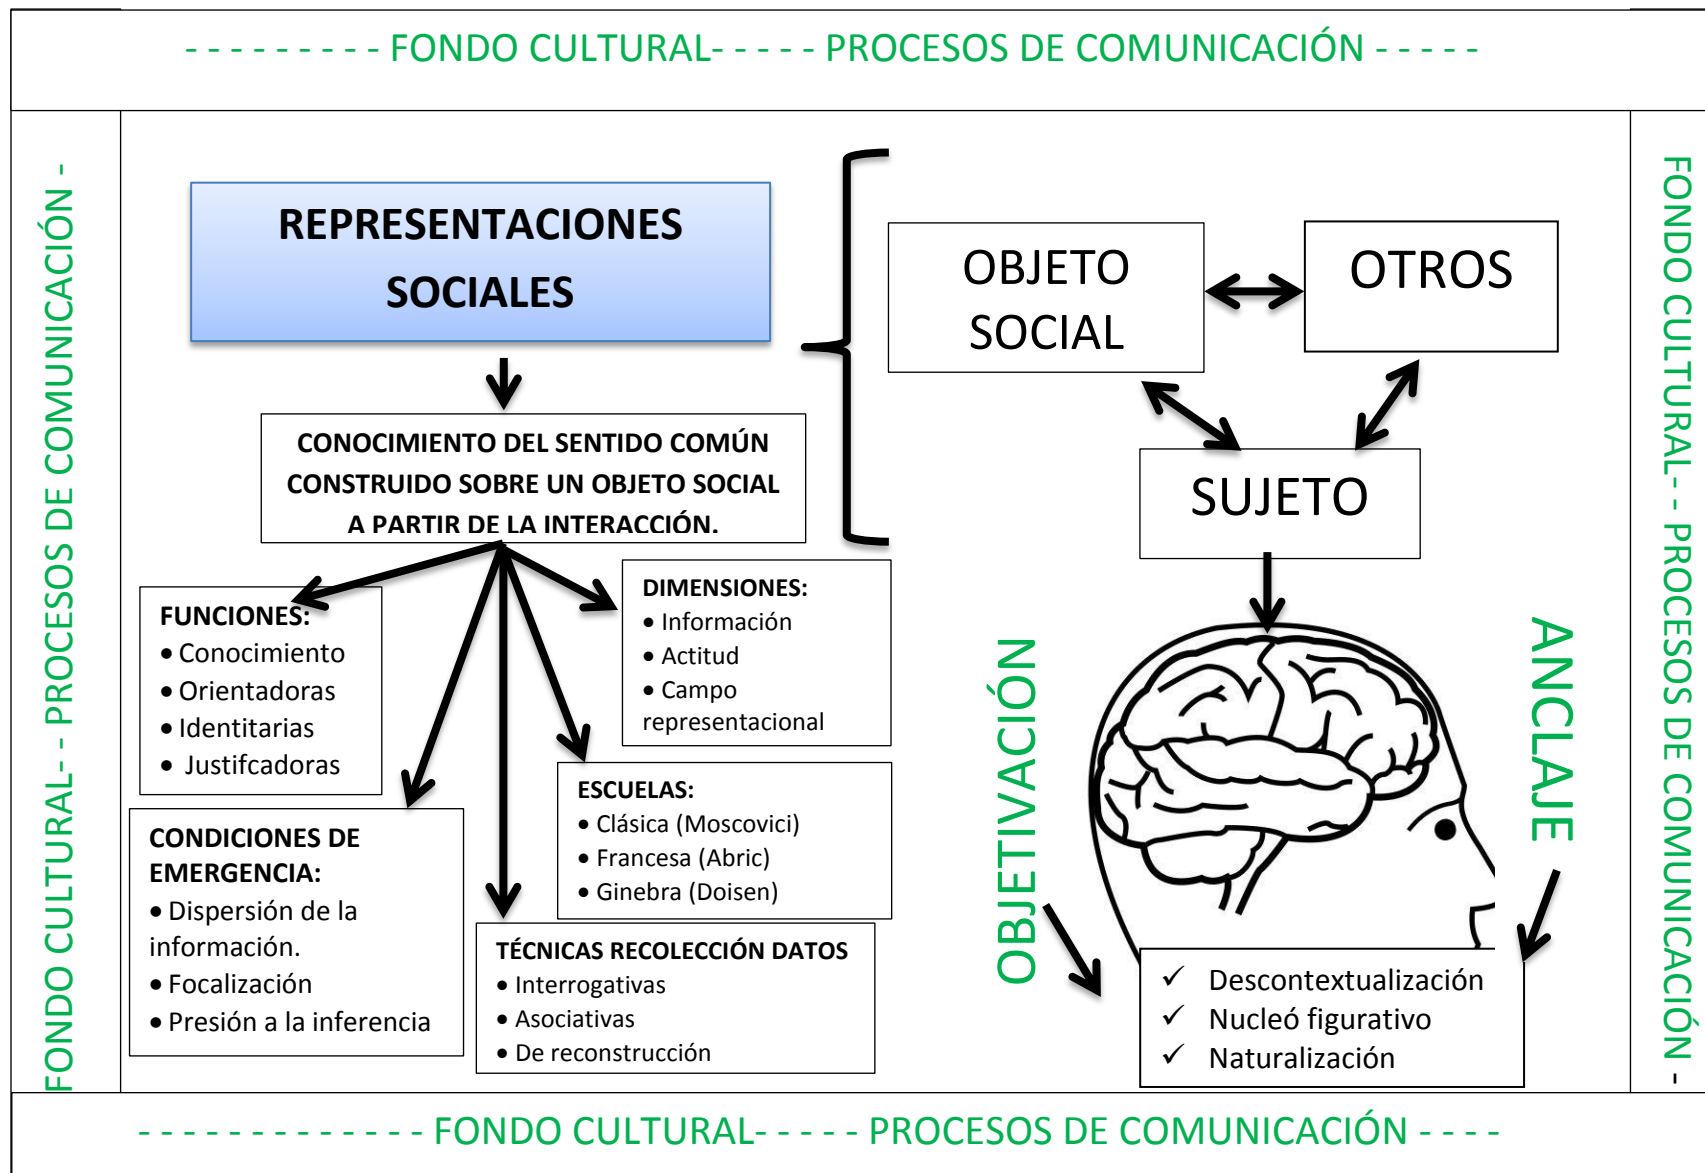 - - - - - - - - - FONDO CULTURAL- - - - - PROCESOS DE COMUNICACIÓN - - - - -
FONDO CULTURAL- - PROCESOS DE COMUNICACIÓN -
REPRESENTACIONES
SOCIALES
CONOCIMIENTO DEL SENTIDO COMÚN
CONSTRUIDO SOBRE UN OBJETO SOCIAL
A PARTIR DE LA INTERACCIÓN.
FUNCIONES:
• Conocimiento
• Orientadoras
• Identitarias
• Justifcadoras
CONDICIONES DE
EMERGENCIA:
• Dispersión de la
información.
• Focalización
• Presión a la inferencia
DIMENSIONES:
• Información
• Actitud
• Campo
representacional
ESCUELAS:
• Clásica (Moscovici)
• Francesa (Abric)
• Ginebra (Doisen)
TÉCNICAS RECOLECCIÓN DATOS
• Interrogativas
• Asociativas
• De reconstrucción
OBJETO
SOCIAL
OTROS
SUJETO
OBJETIVACIÓN
ANCLAJE
✓ Descontextualización
✓ Nucleó figurativo
✓ Naturalización
FONDO CULTURAL- - PROCESOS DE COMUNICACIÓN -
- - - - - - - - - - - - - FONDO CULTURAL- - - - - PROCESOS DE COMUNICACIÓN - - - -